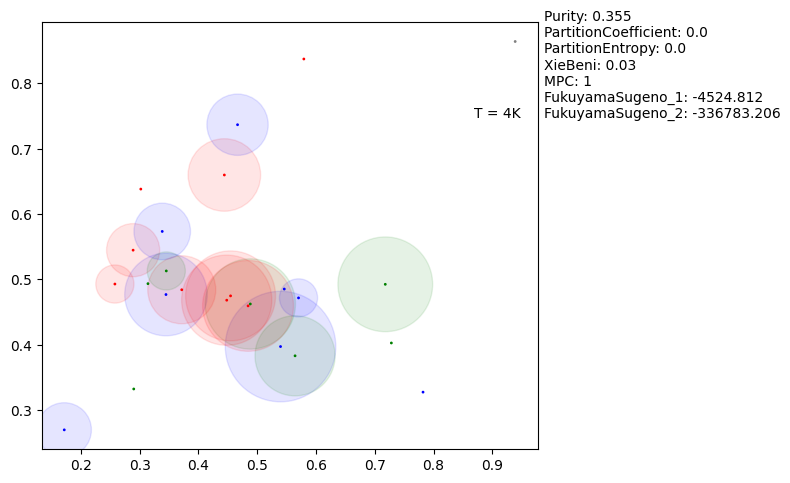 Purity: 0.355
PartitionCoefficient: 0.0
PartitionEntropy: 0.0
XieBeni: 0.03
MPC: 1
FukuyamaSugeno_1: -4524.812
FukuyamaSugeno_2: -336783.206
T = 4K
0.8
0.7
0.6
0.5
0.4
0.3
0.2 0.3 0.4 0.5 0.6 0.7 0.8 0.9